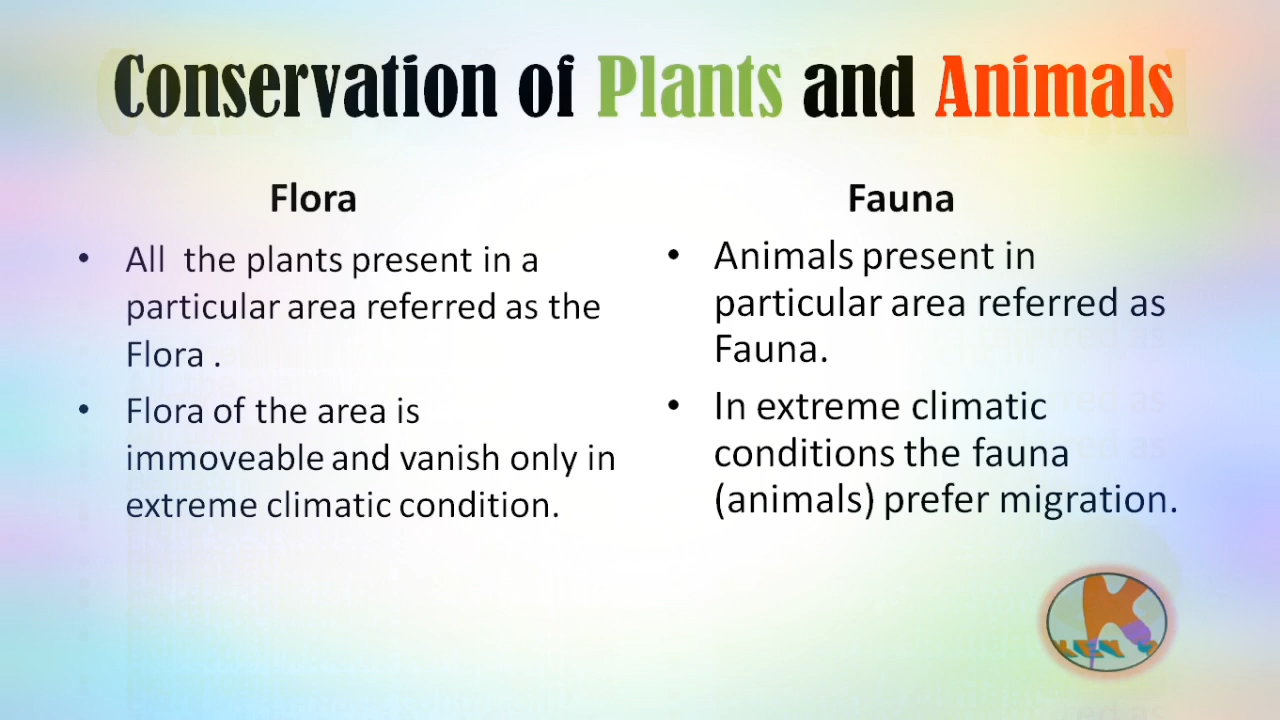 Conservation of Plants and Animals
Flora
• All the plants present in a
particular area referred as the
Flora .
• Flora of the area is
immoveable and vanish only in
extreme climatic condition.
Fauna
• Animals present in
particular area referred as
Fauna.
• In extreme climatic
conditions the fauna
(animals) prefer migration.
K